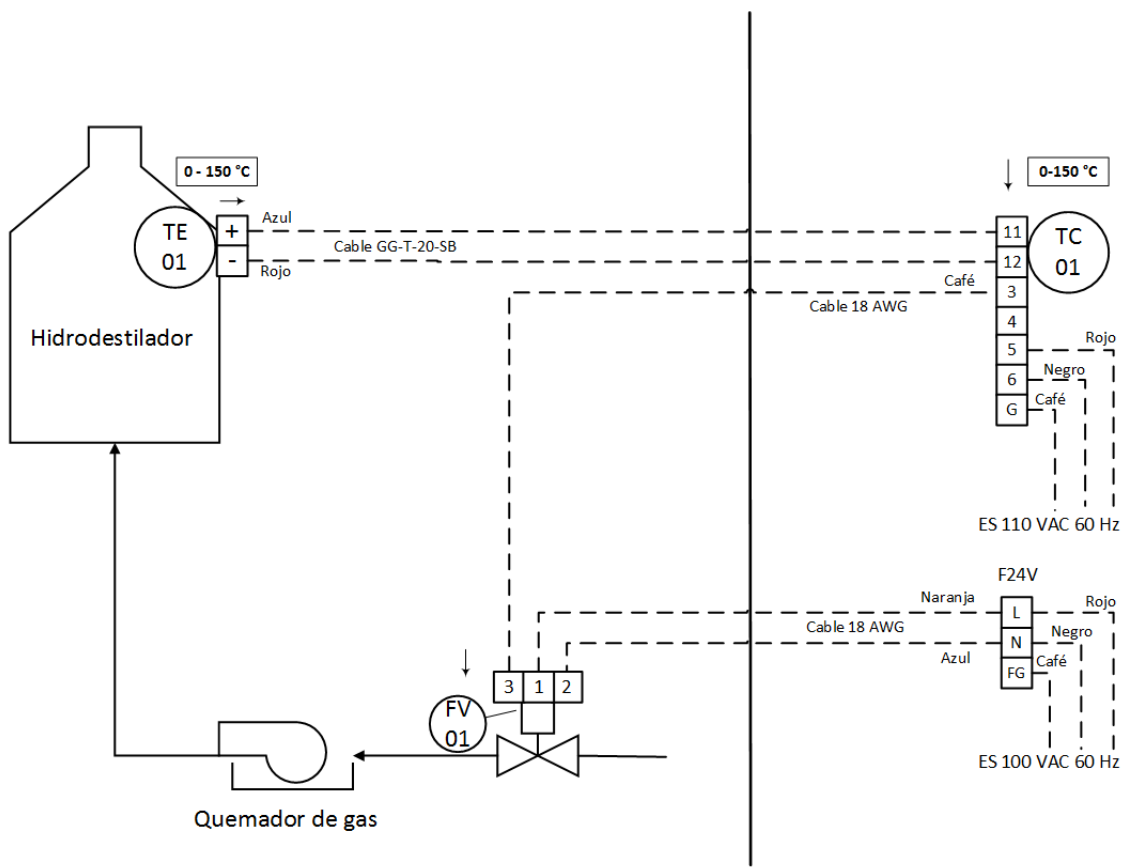 0 - 150 °C
0-150 °C
TE
01
+
-
Azul
Cable GG-T-20-SB
Rojo
11
12
3
4
5
6
G
TC
01
Café
Cable 18 AWG
Rojo
Negro
Café
Hidrodestilador
ES 110 VAC 60 Hz
F24V
Naranja
Cable 18 AWG
Azul
L
N
FG
Rojo
Negro
Café
3
1
2
FV
01
ES 100 VAC 60 Hz
Quemador de gas